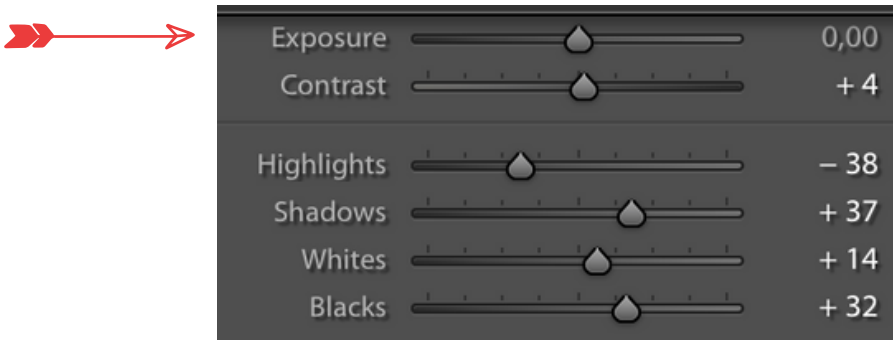 Exposure 0,00
Contrast + 4
Highlights – 38
Shadows + 37
Whites + 14
Blacks + 32